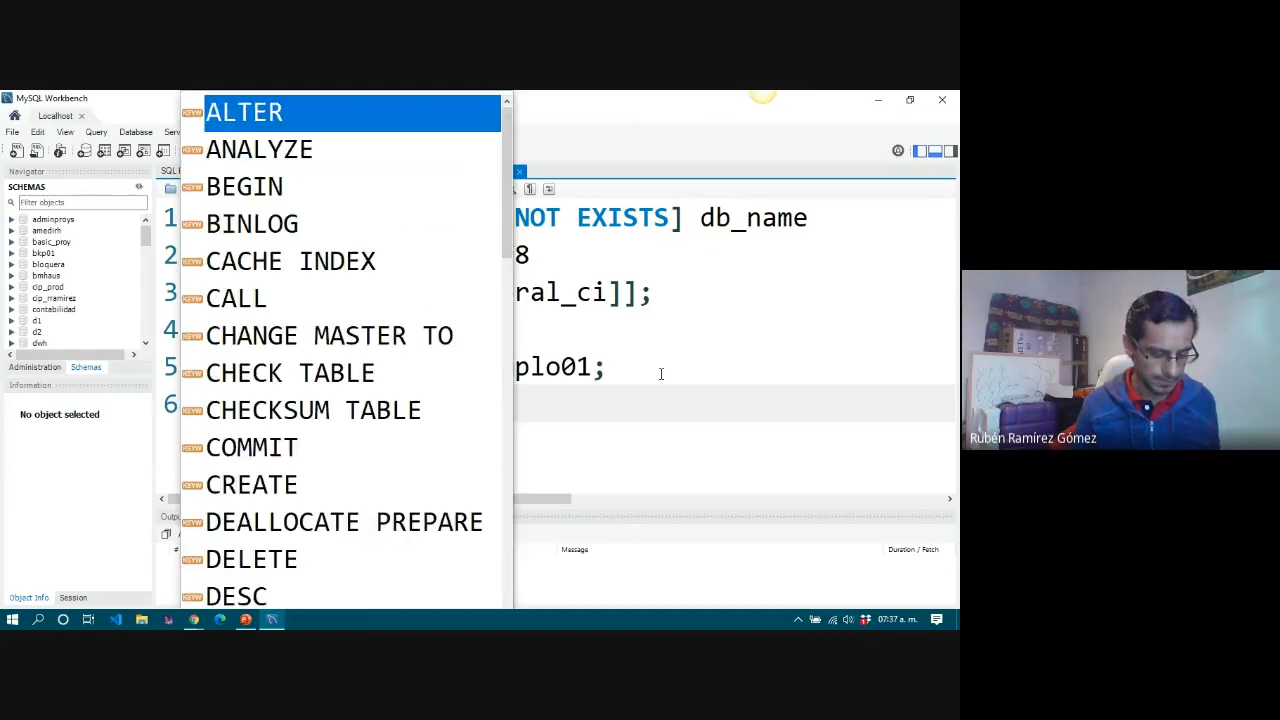 MySQL Workbench
Localhost
File Edit View Query Database Serv
Navigator
SCHEMAS
Filter objects
adminproys
amedirh
basic_proy
bkp01
bloquera
bmhaus
cip_prod
cip_rramirez
contabilidad
d1
d2
dwh
Administration Schemas
Information
No object selected
Object Info Session
ALTER
ANALYZE
BEGIN
BINLOG
CACHE INDEX
CALL
CHANGE MASTER TO
CHECK TABLE
CHECKSUM TABLE
COMMIT
CREATE
DEALLOCATE PREPARE
DELETE
DESC
1 NOT EXISTS] db_name
2 8
3 ral_ci]];
4
5 plo01;
6
# Message Duration / Fetch
07:37 a. m.
Rubén Ramírez Gómez